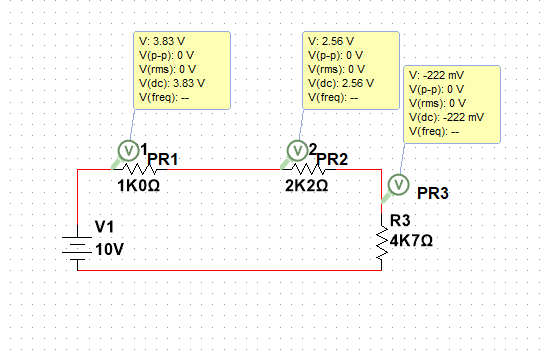 V: 3.83 V
V(p-p): 0 V
V(rms): 0 V
V(dc): 3.83 V
V(freq): --
V: 2.56 V
V(p-p): 0 V
V(rms): 0 V
V(dc): 2.56 V
V(freq): --
V: -222 mV
V(p-p): 0 V
V(rms): 0 V
V(dc): -222 mV
V(freq): --
V 1 PR1
1K0Ω
V 2 PR2
2K2Ω
V PR3
R3
4K7Ω
V1
10V